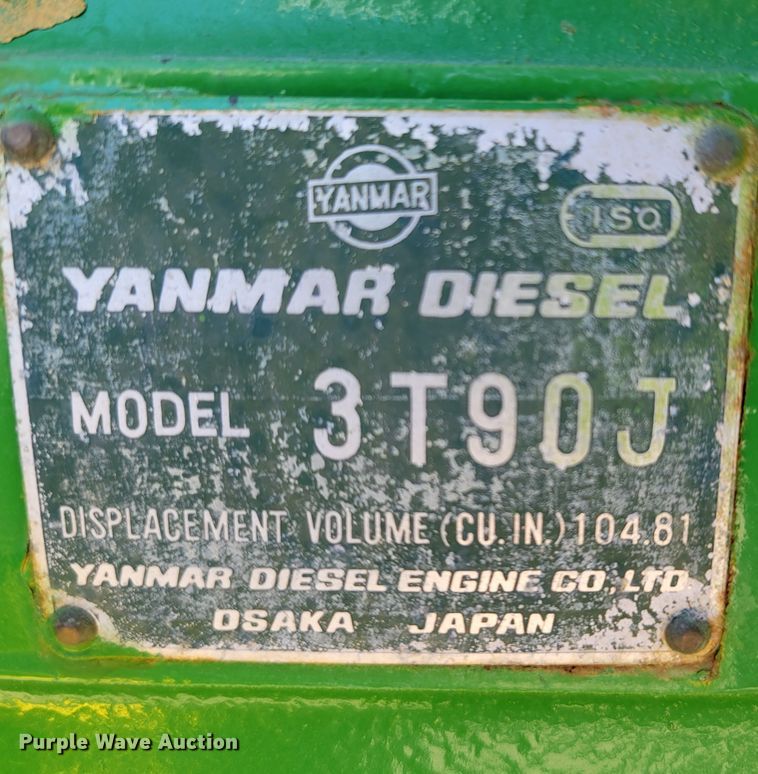 YANMAR
ISO
YANMAR DIESEL
MODEL 3T90J
DISPLACEMENT VOLUME (CU.IN.) 104.81
YANMAR DIESEL ENGINE CO., LTD
OSAKA JAPAN
Purple Wave Auction